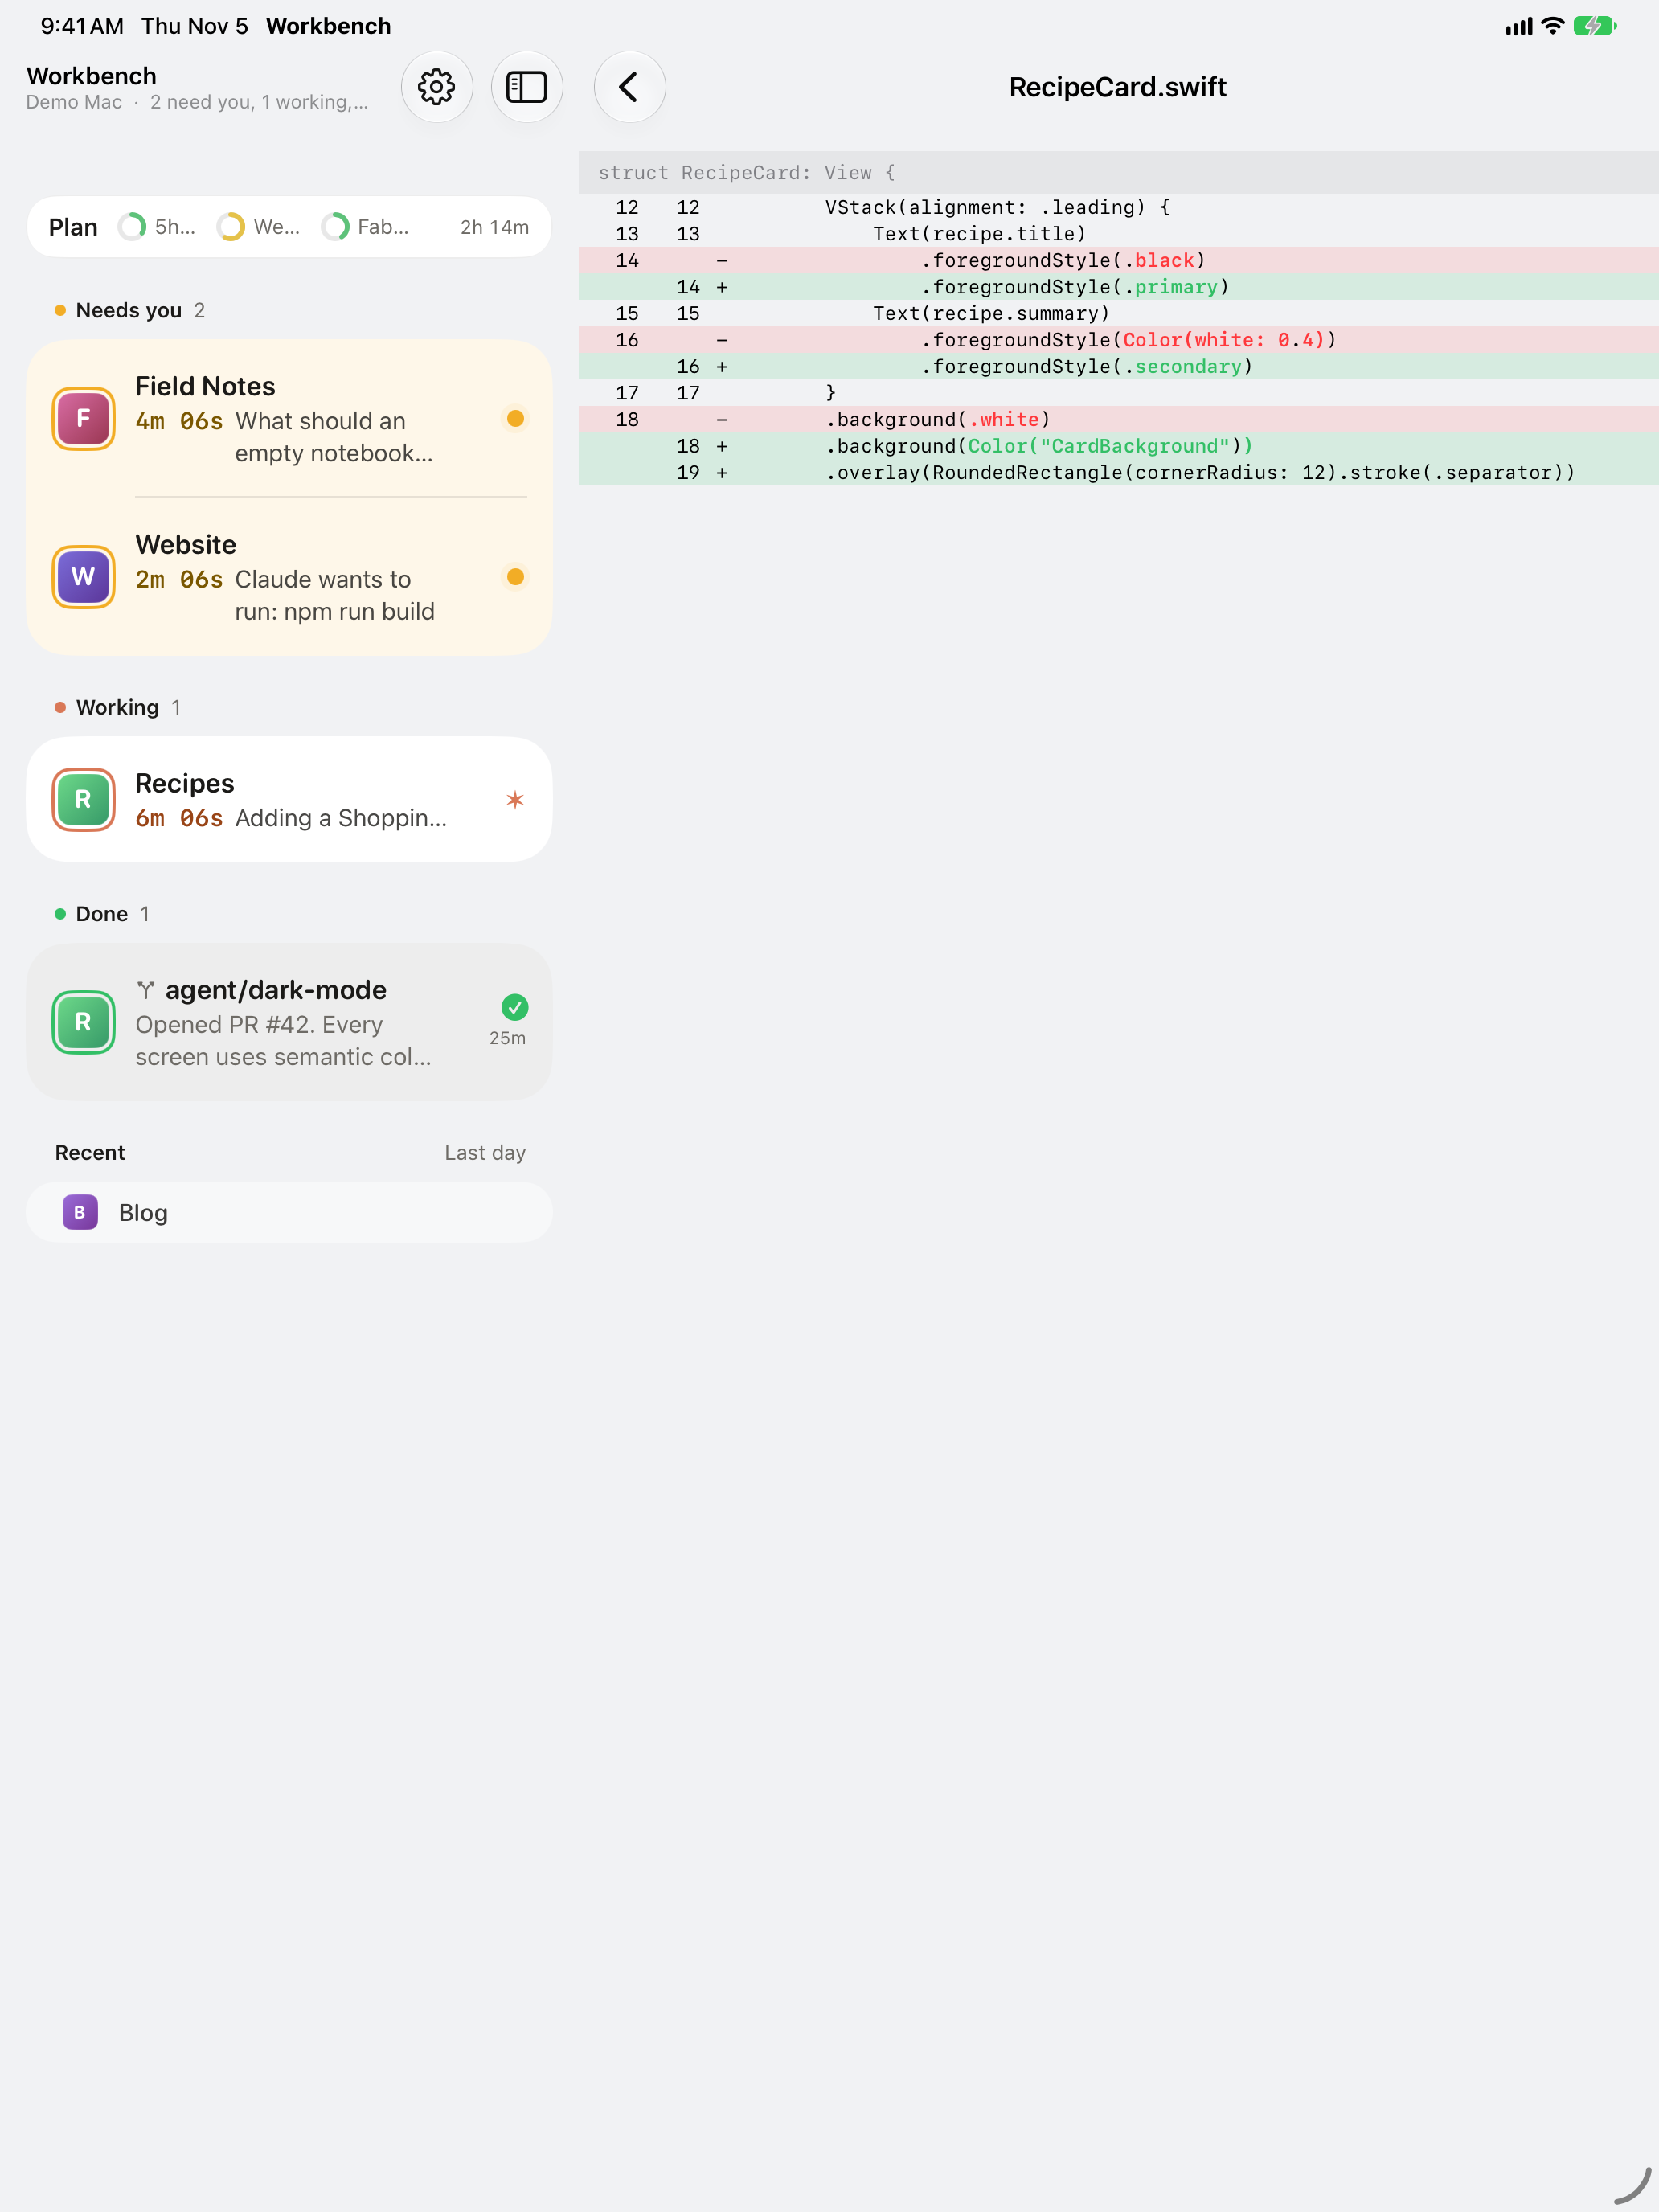 9:41 AM Thu Nov 5 Workbench
Workbench
Demo Mac · 2 need you, 1 working,...
RecipeCard.swift
Plan 5h... We... Fab... 2h 14m
Needs you 2
F
Field Notes
4m 06s What should an
empty notebook...
W
Website
2m 06s Claude wants to
run: npm run build
Working 1
R
Recipes
6m 06s Adding a Shoppin...
Done 1
R
agent/dark-mode
Opened PR #42. Every
screen uses semantic col...
25m
Recent Last day
B Blog
struct RecipeCard: View {
12 12 VStack(alignment: .leading) {
13 13 Text(recipe.title)
14 − .foregroundStyle(.black)
14 + .foregroundStyle(.primary)
15 15 Text(recipe.summary)
16 − .foregroundStyle(Color(white: 0.4))
16 + .foregroundStyle(.secondary)
17 17 }
18 − .background(.white)
18 + .background(Color("CardBackground"))
19 + .overlay(RoundedRectangle(cornerRadius: 12).stroke(.separator))